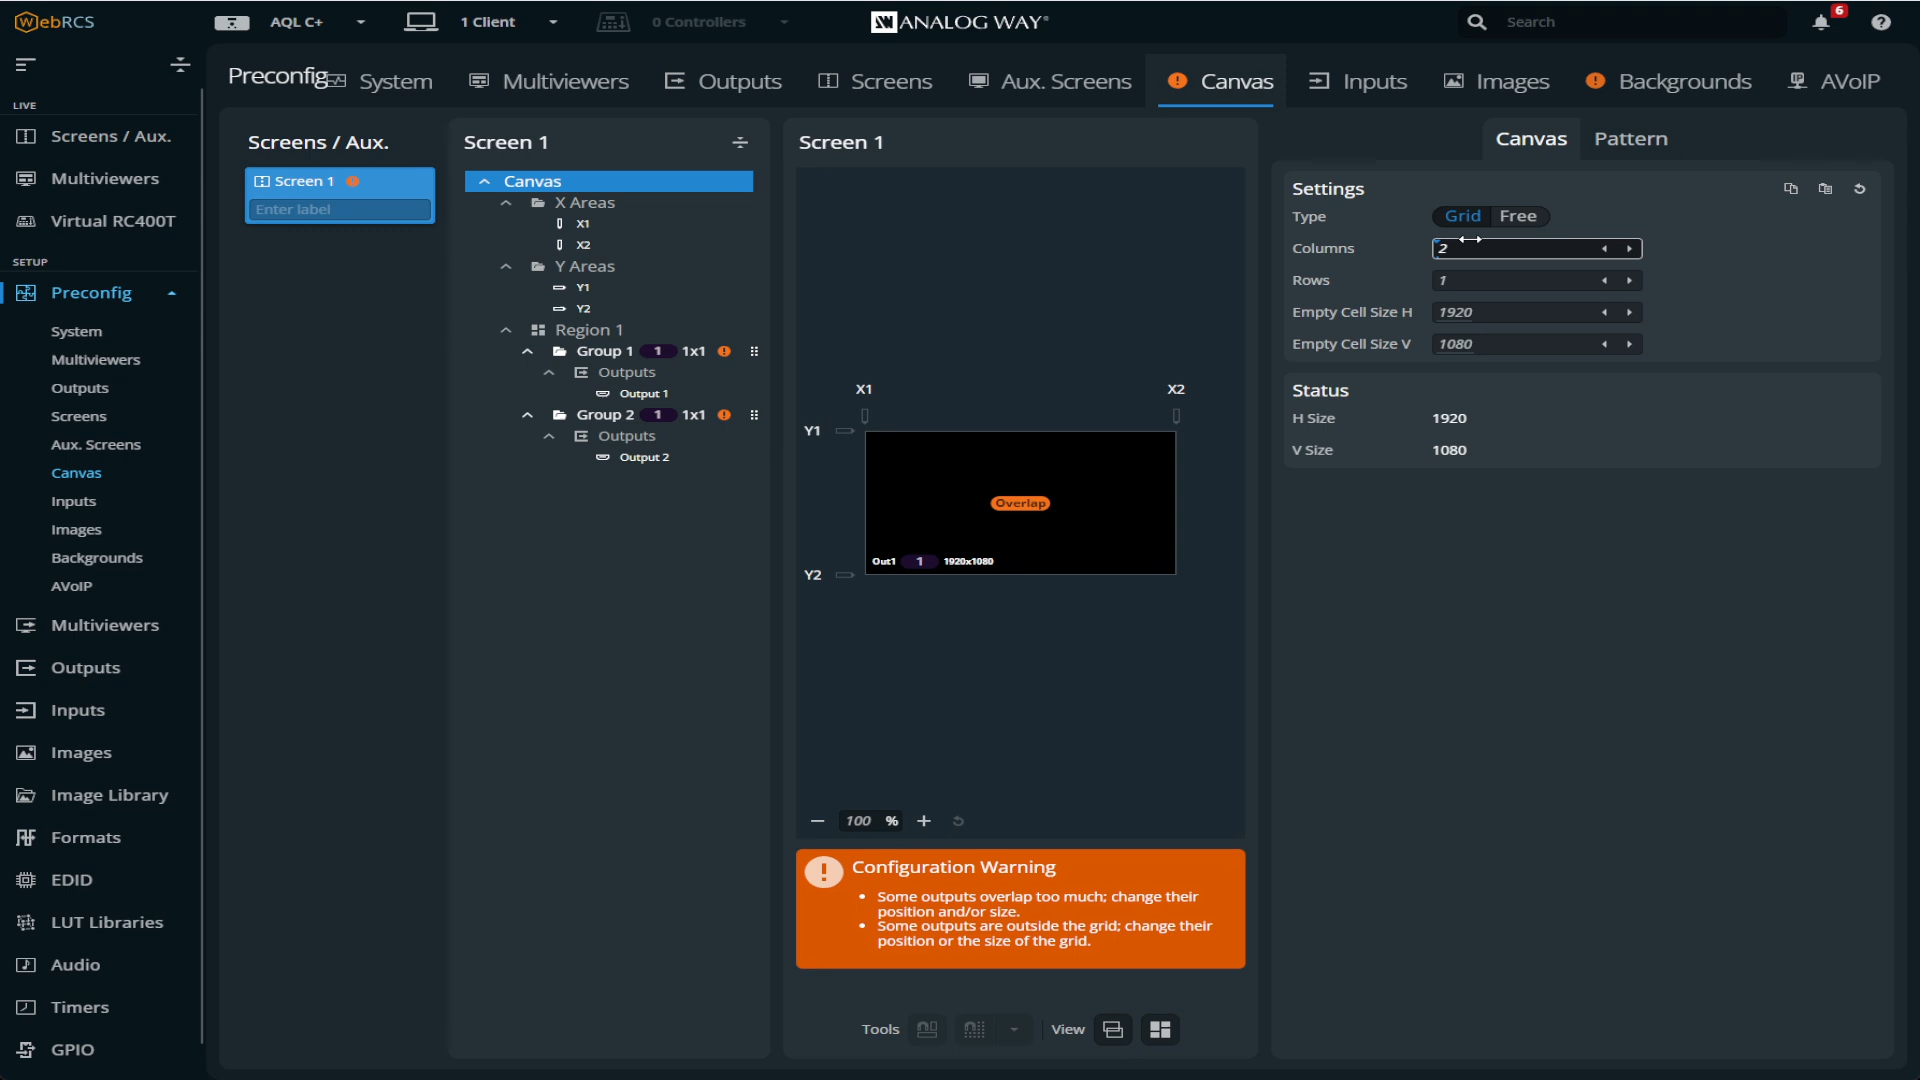 WebRCS
AQL C+
1 Client
0 Controllers
ANALOG WAY®
Search
6
Preconfig
System
Multiviewers
Outputs
Screens
Aux. Screens
Canvas
Inputs
Images
Backgrounds
AVoIP
LIVE
Screens / Aux.
Multiviewers
Virtual RC400T
SETUP
Preconfig
System
Multiviewers
Outputs
Screens
Aux. Screens
Canvas
Inputs
Images
Backgrounds
AVoIP
Multiviewers
Outputs
Inputs
Images
Image Library
Formats
EDID
LUT Libraries
Audio
Timers
GPIO
Screens / Aux.
Screen 1
Enter label
Screen 1
Canvas
X Areas
X1
X2
Y Areas
Y1
Y2
Region 1
Group 1 1 1x1
Outputs
Output 1
Group 2 1 1x1
Outputs
Output 2
Screen 1
X1 X2
Y1
Overlap
Out1 1 1920x1080
Y2
100 %
Configuration Warning
• Some outputs overlap too much; change their
position and/or size.
• Some outputs are outside the grid; change their
position or the size of the grid.
Tools
View
Canvas
Pattern
Settings
Type Grid Free
Columns 2
Rows 1
Empty Cell Size H 1920
Empty Cell Size V 1080
Status
H Size 1920
V Size 1080